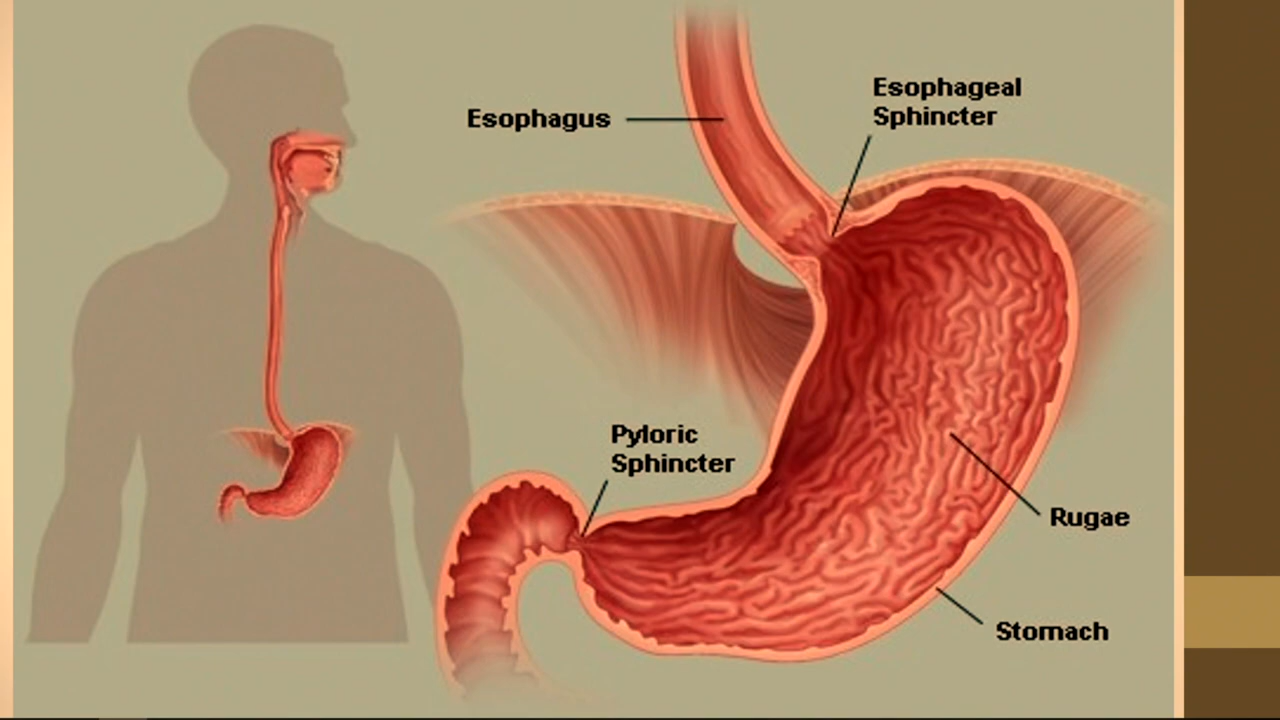 Esophageal
Sphincter
Esophagus
Pyloric
Sphincter
Rugae
Stomach